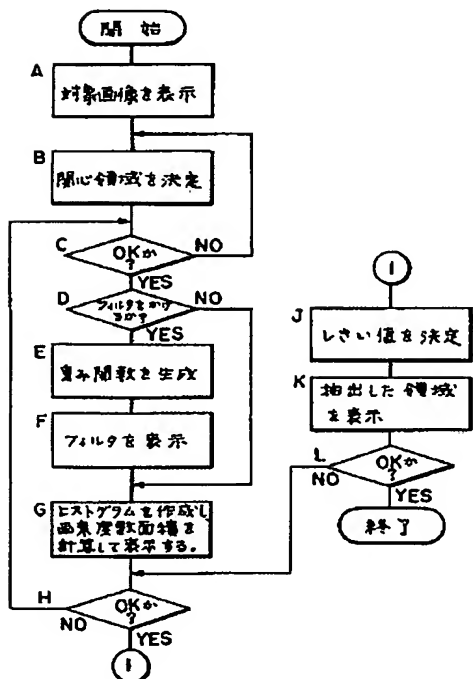 開始
A
対象画像を表示
B
関心領域を決定
C
OKか
?
NO
YES
D
フィルタをかけ
るか?
NO
YES
E
重み関数を生成
F
フィルタを表示
G
ヒストグラムを作成し
画素度数面積を
計算して表示する。
H
OKか
?
NO
YES
1
1
J
しきい値を決定
K
抽出した領域
を表示
L
OKか
?
NO
YES
終了